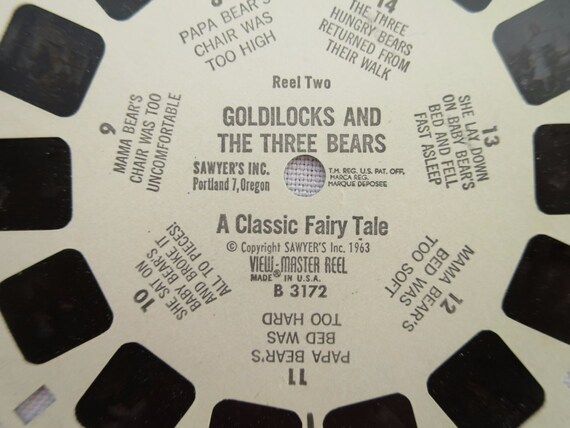 Reel Two
GOLDILOCKS AND
THE THREE BEARS
SAWYER'S INC.
Portland 7, Oregon
T.M. REG. U.S. PAT. OFF.
MARCA REG.
MARQUE DEPOSEE
A Classic Fairy Tale
© Copyright SAWYER'S Inc. 1963
VIEW-MASTER REEL
MADE IN U.S.A.
B 3172
PAPA BEAR'S
CHAIR WAS
TOO HIGH
9
MAMA BEAR'S
CHAIR WAS TOO
UNCOMFORTABLE
10
SHE SAT ON
BABY BEAR'S
AND BROKE IT
ALL TO PIECES!
11
PAPA BEAR'S
BED WAS
TOO HARD
12
MAMA BEAR'S
BED WAS
TOO SOFT
13
SHE LAY DOWN
ON BABY BEAR'S
BED AND FELL
FAST ASLEEP
14
THE THREE
HUNGRY BEARS
RETURNED FROM
THEIR WALK